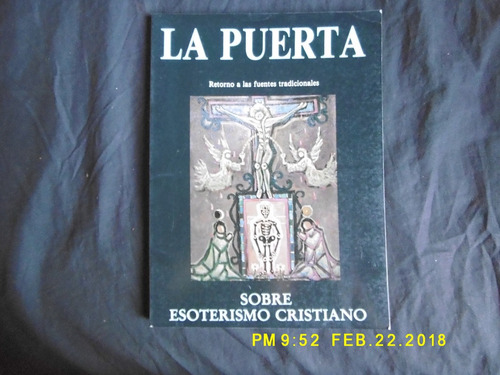 LA PUERTA
Retorno a las fuentes tradicionales
SOBRE
ESOTERISMO CRISTIANO
PM 9:52 FEB.22.2018